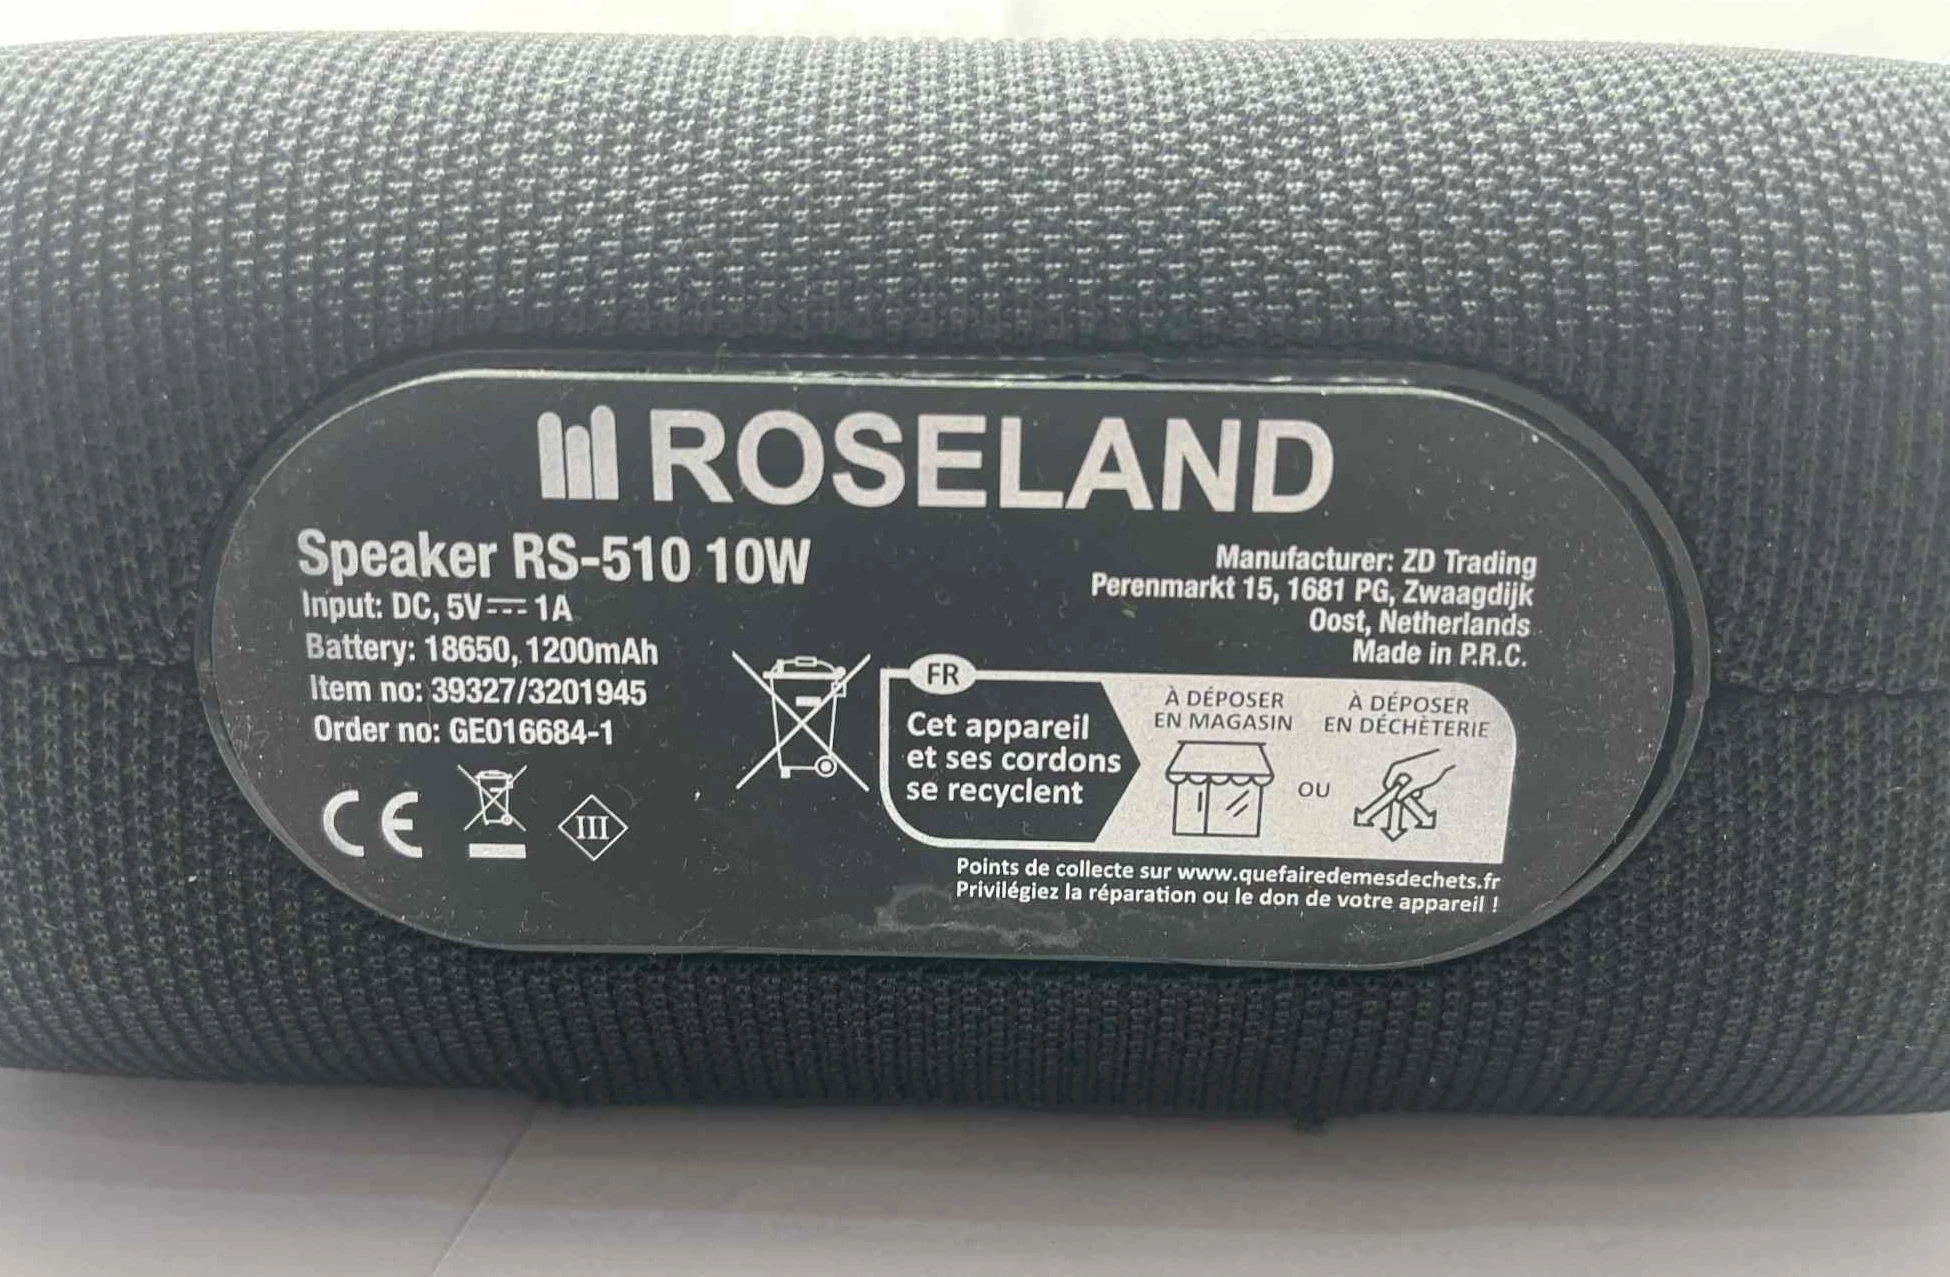 ROSELAND
Speaker RS-510 10W
Input: DC, 5V⎓1A
Battery: 18650, 1200mAh
Item no: 39327/3201945
Order no: GE016684-1
CE
III
Manufacturer: ZD Trading
Perenmarkt 15, 1681 PG, Zwaagdijk
Oost, Netherlands
Made in P.R.C.
FR
Cet appareil
et ses cordons
se recyclent
À DÉPOSER
EN MAGASIN
OU
À DÉPOSER
EN DÉCHÈTERIE
Points de collecte sur www.quefairedemesdechets.fr
Privilégiez la réparation ou le don de votre appareil !